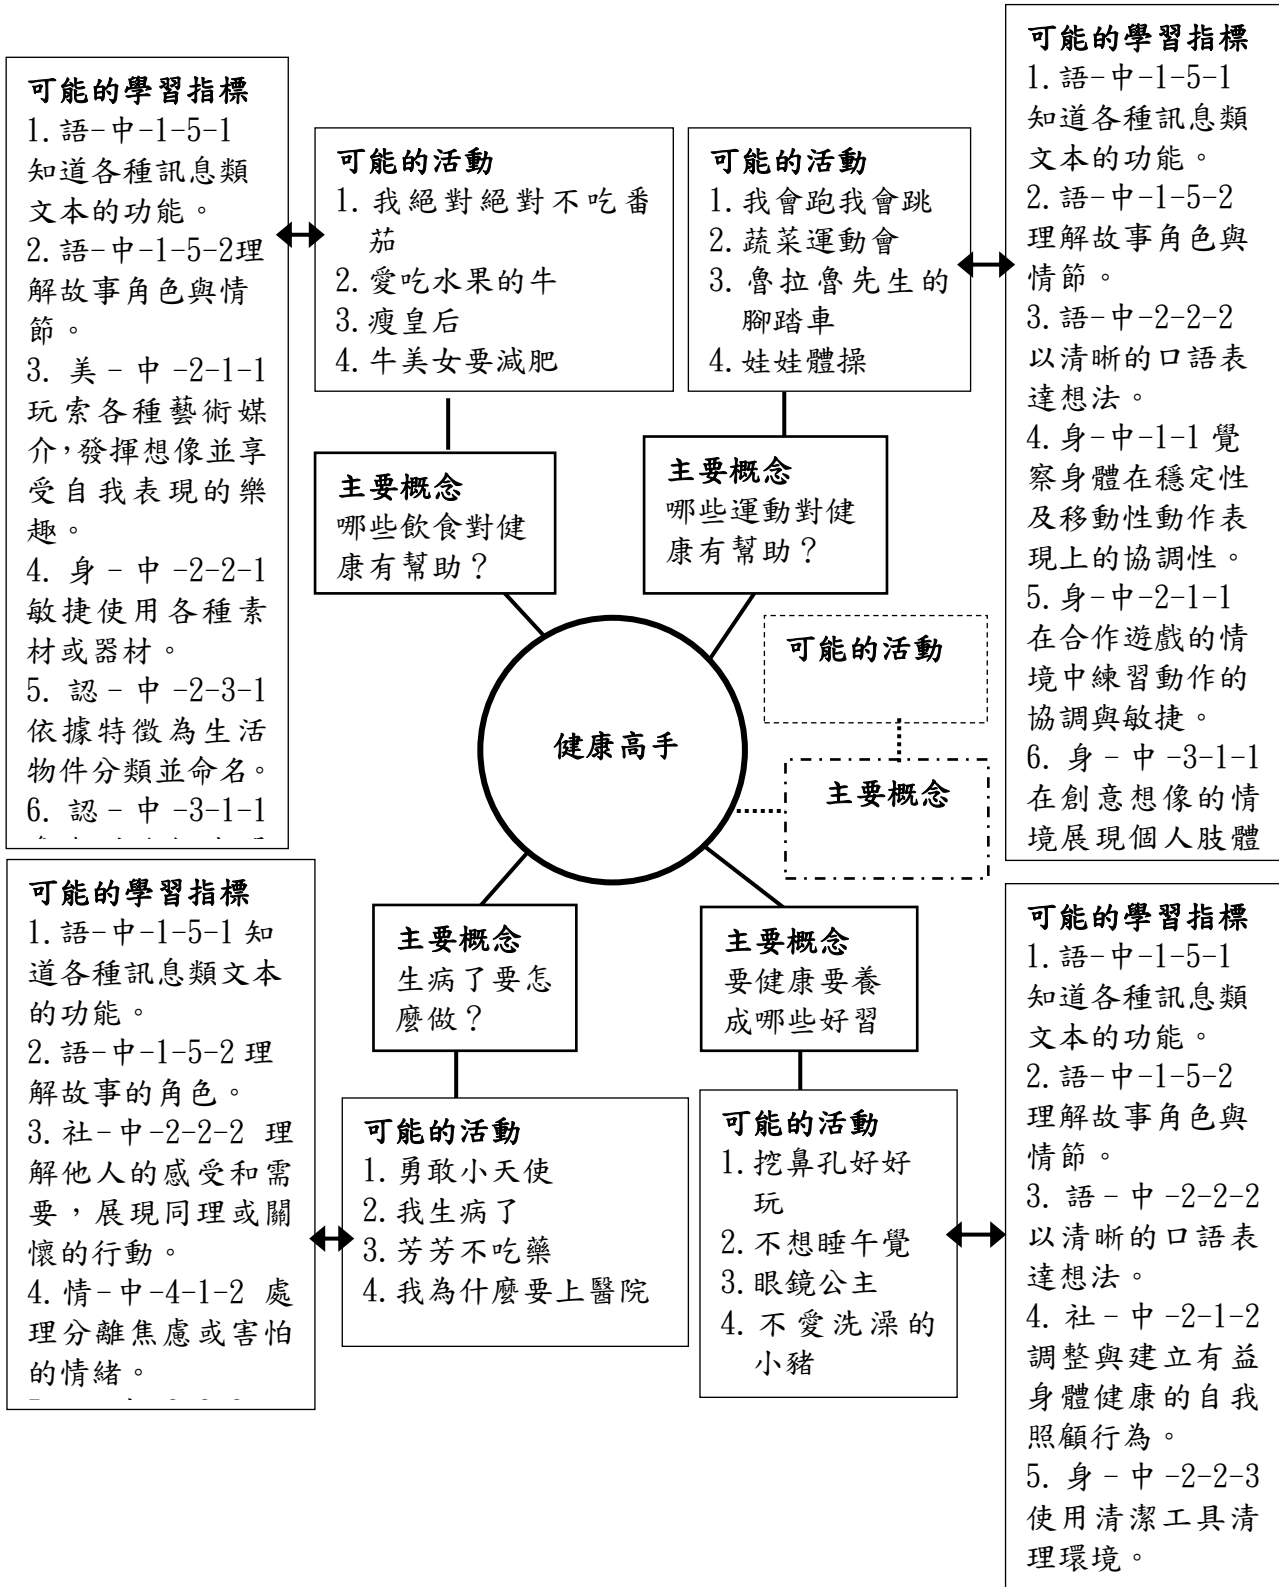 可能的學習指標
1.語-中-1-5-1
知道各種訊息類
文本的功能。
2.語-中-1-5-2理
解故事角色與情
節。
3. 美-中-2-1-1
玩索各種藝術媒
介,發揮想像並享
受自我表現的樂
趣。
4. 身-中-2-2-1
敏捷使用各種素
材或器材。
5. 認-中-2-3-1
依據特徵為生活
物件分類並命名。
6. 認-中-3-1-1
可能的活動
1.我絕對絕對不吃番
茄
2.愛吃水果的牛
3.瘦皇后
4.牛美女要減肥
可能的活動
1.我會跑我會跳
2.蔬菜運動會
3.魯拉魯先生的
腳踏車
4.娃娃體操
可能的學習指標
1.語-中-1-5-1
知道各種訊息類
文本的功能。
2.語-中-1-5-2
理解故事角色與
情節。
3.語-中-2-2-2
以清晰的口語表
達想法。
4.身-中-1-1 覺
察身體在穩定性
及移動性動作表
現上的協調性。
5.身-中-2-1-1
在合作遊戲的情
境中練習動作的
協調與敏捷。
6. 身-中-3-1-1
在創意想像的情
境展現個人肢體
主要概念
哪些飲食對健
康有幫助？
主要概念
哪些運動對健
康有幫助？
可能的活動
健康高手
主要概念
可能的學習指標
1.語-中-1-5-1 知
道各種訊息類文本
的功能。
2.語-中-1-5-2 理
解故事的角色。
3.社-中-2-2-2 理
解他人的感受和需
要，展現同理或關
懷的行動。
4.情-中-4-1-2 處
理分離焦慮或害怕
的情緒。
主要概念
生病了要怎
麼做？
主要概念
要健康要養
成哪些好習
可能的活動
1.勇敢小天使
2.我生病了
3.芳芳不吃藥
4.我為什麼要上醫院
可能的活動
1.挖鼻孔好好
玩
2.不想睡午覺
3.眼鏡公主
4.不愛洗澡的
小豬
可能的學習指標
1.語-中-1-5-1
知道各種訊息類
文本的功能。
2.語-中-1-5-2
理解故事角色與
情節。
3. 語-中-2-2-2
以清晰的口語表
達想法。
4. 社-中-2-1-2
調整與建立有益
身體健康的自我
照顧行為。
5. 身-中-2-2-3
使用清潔工具清
理環境。